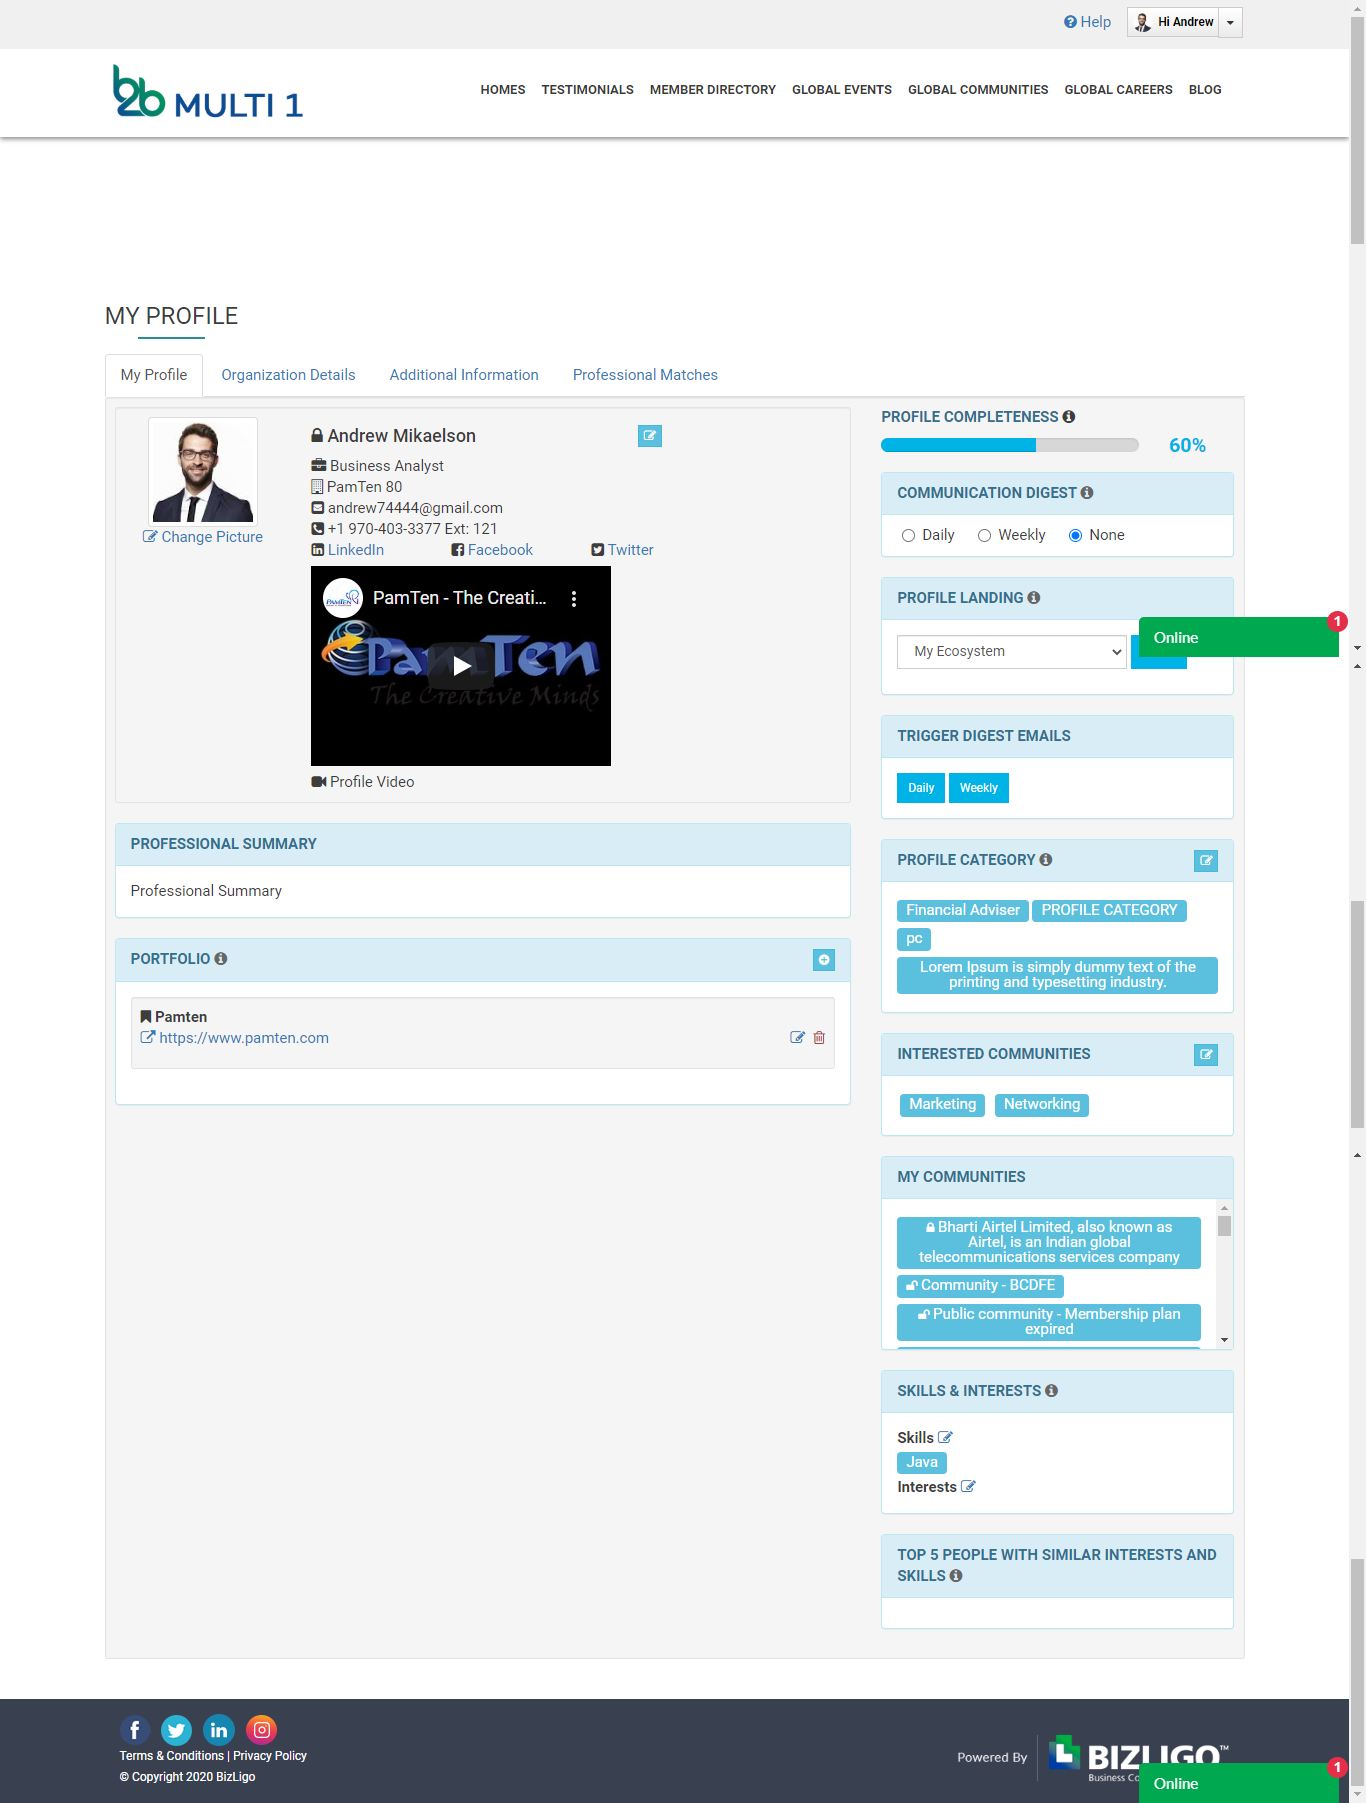 Help
Hi Andrew
b2b MULTI 1
HOMES TESTIMONIALS MEMBER DIRECTORY GLOBAL EVENTS GLOBAL COMMUNITIES GLOBAL CAREERS BLOG
MY PROFILE
My Profile Organization Details Additional Information Professional Matches
Andrew Mikaelson
Business Analyst
PamTen 80
andrew74444@gmail.com
+1 970-403-3377 Ext: 121
LinkedIn Facebook Twitter
Change Picture
PAMTEN
PamTen - The Creati...
PamTen
The Creative Minds
Profile Video
PROFESSIONAL SUMMARY
Professional Summary
PORTFOLIO
Pamten
https://www.pamten.com
PROFILE COMPLETENESS
60%
COMMUNICATION DIGEST
Daily Weekly None
PROFILE LANDING
My Ecosystem
Online
1
TRIGGER DIGEST EMAILS
Daily Weekly
PROFILE CATEGORY
Financial Adviser PROFILE CATEGORY
pc
Lorem Ipsum is simply dummy text of the
printing and typesetting industry.
INTERESTED COMMUNITIES
Marketing Networking
MY COMMUNITIES
Bharti Airtel Limited, also known as
Airtel, is an Indian global
telecommunications services company
Community - BCDFE
Public community - Membership plan
expired
SKILLS & INTERESTS
Skills
Java
Interests
TOP 5 PEOPLE WITH SIMILAR INTERESTS AND
SKILLS
Terms & Conditions | Privacy Policy
© Copyright 2020 BizLigo
Powered By
BIZLIGO™
Business Co
Online
1